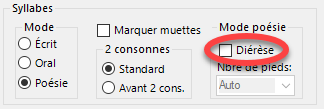 Syllabes
Mode
Écrit
Oral
Poésie
Marquer muettes
2 consonnes
Standard
Avant 2 cons.
Mode poésie
Diérèse
Nbre de pieds:
Auto